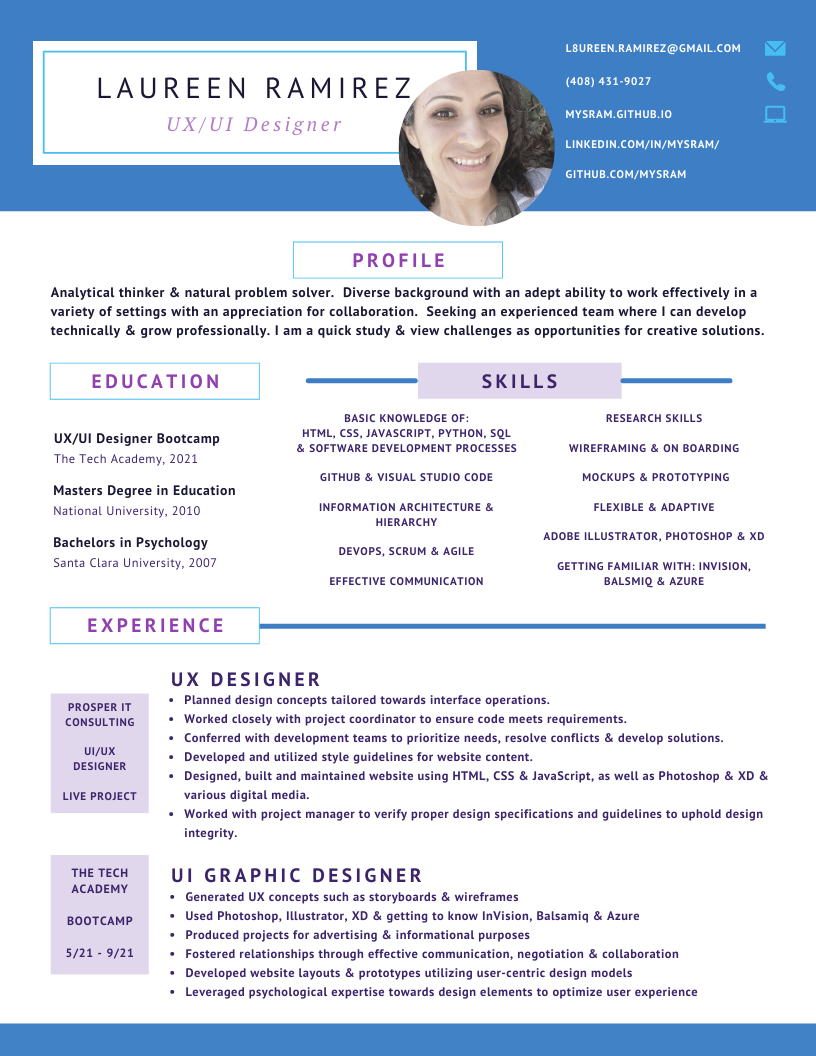 LAUREEN RAMIREZ
UX/UI Designer
L8UREEN.RAMIREZ@GMAIL.COM
(408) 431-9027
MYSRAM.GITHUB.IO
LINKEDIN.COM/IN/MYSRAM/
GITHUB.COM/MYSRAM
PROFILE
Analytical thinker & natural problem solver.  Diverse background with an adept ability to work effectively in a
variety of settings with an appreciation for collaboration.  Seeking an experienced team where I can develop
technically & grow professionally. I am a quick study & view challenges as opportunities for creative solutions.
EDUCATION
UX/UI Designer Bootcamp
The Tech Academy, 2021
Masters Degree in Education
National University, 2010
Bachelors in Psychology
Santa Clara University, 2007
SKILLS
BASIC KNOWLEDGE OF:
HTML, CSS, JAVASCRIPT, PYTHON, SQL
& SOFTWARE DEVELOPMENT PROCESSES
GITHUB & VISUAL STUDIO CODE
INFORMATION ARCHITECTURE &
HIERARCHY
DEVOPS, SCRUM & AGILE
EFFECTIVE COMMUNICATION
RESEARCH SKILLS
WIREFRAMING & ON BOARDING
MOCKUPS & PROTOTYPING
FLEXIBLE & ADAPTIVE
ADOBE ILLUSTRATOR, PHOTOSHOP & XD
GETTING FAMILIAR WITH: INVISION,
BALSMIQ & AZURE
EXPERIENCE
PROSPER IT
CONSULTING
UI/UX
DESIGNER
LIVE PROJECT
UX DESIGNER
• Planned design concepts tailored towards interface operations.
• Worked closely with project coordinator to ensure code meets requirements.
• Conferred with development teams to prioritize needs, resolve conflicts & develop solutions.
• Developed and utilized style guidelines for website content.
• Designed, built and maintained website using HTML, CSS & JavaScript, as well as Photoshop & XD &
various digital media.
• Worked with project manager to verify proper design specifications and guidelines to uphold design
integrity.
THE TECH
ACADEMY
BOOTCAMP
5/21 - 9/21
UI GRAPHIC DESIGNER
• Generated UX concepts such as storyboards & wireframes
• Used Photoshop, Illustrator, XD & getting to know InVision, Balsamiq & Azure
• Produced projects for advertising & informational purposes
• Fostered relationships through effective communication, negotiation & collaboration
• Developed website layouts & prototypes utilizing user-centric design models
• Leveraged psychological expertise towards design elements to optimize user experience